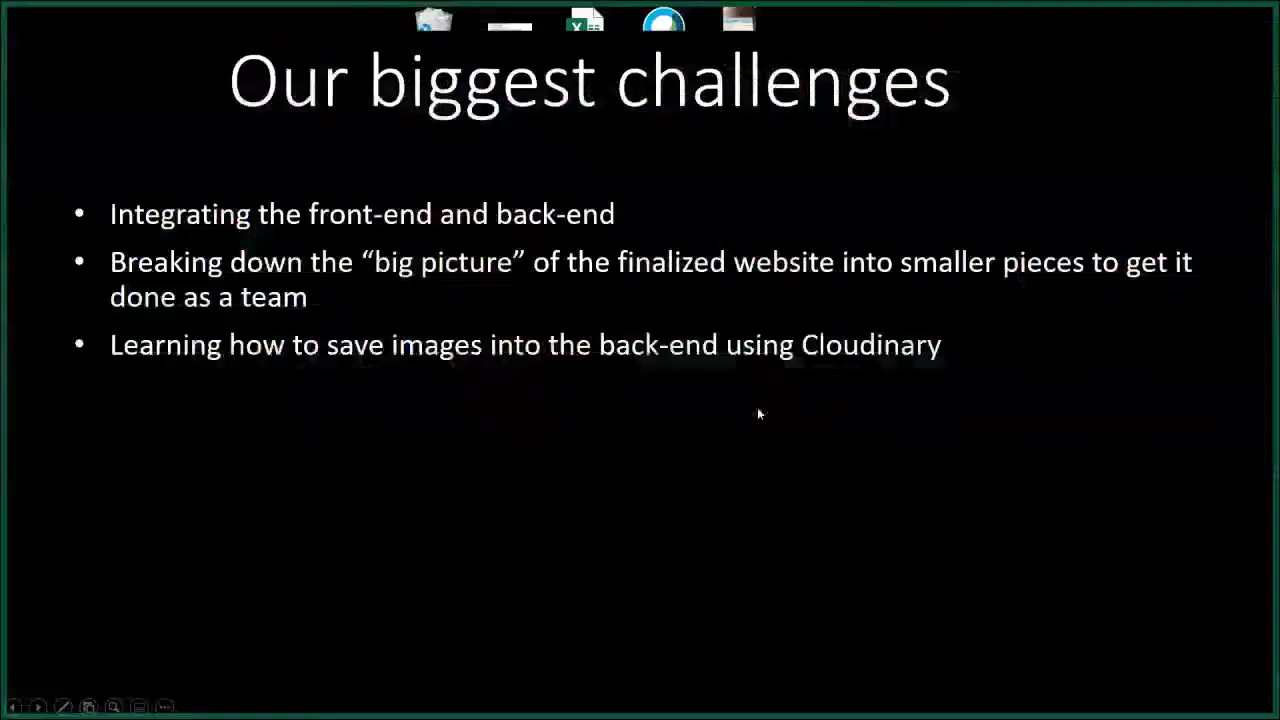 Our biggest challenges
• Integrating the front-end and back-end
• Breaking down the “big picture” of the finalized website into smaller pieces to get it
done as a team
• Learning how to save images into the back-end using Cloudinary